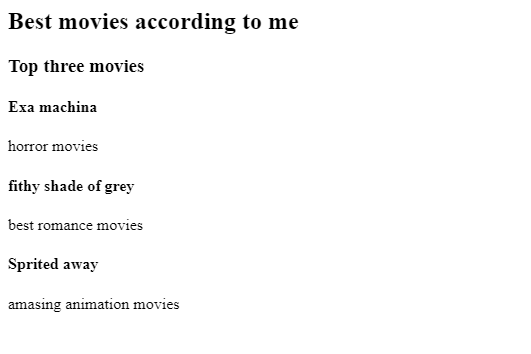 Best movies according to me
Top three movies
Exa machina
horror movies
fithy shade of grey
best romance movies
Sprited away
amasing animation movies